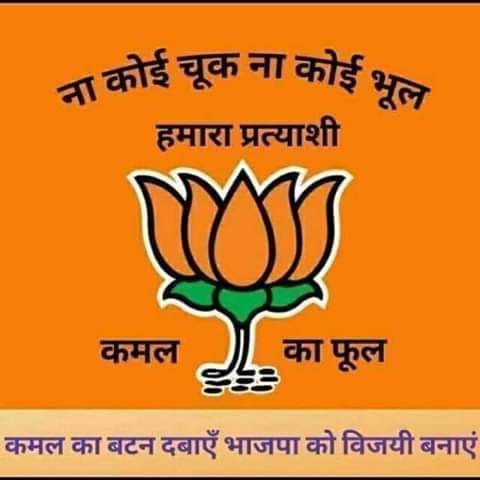 ना कोई चूक ना कोई भूल
हमारा प्रत्याशी
कमल का फूल
कमल का बटन दबाएँ भाजपा को विजयी बनाएं